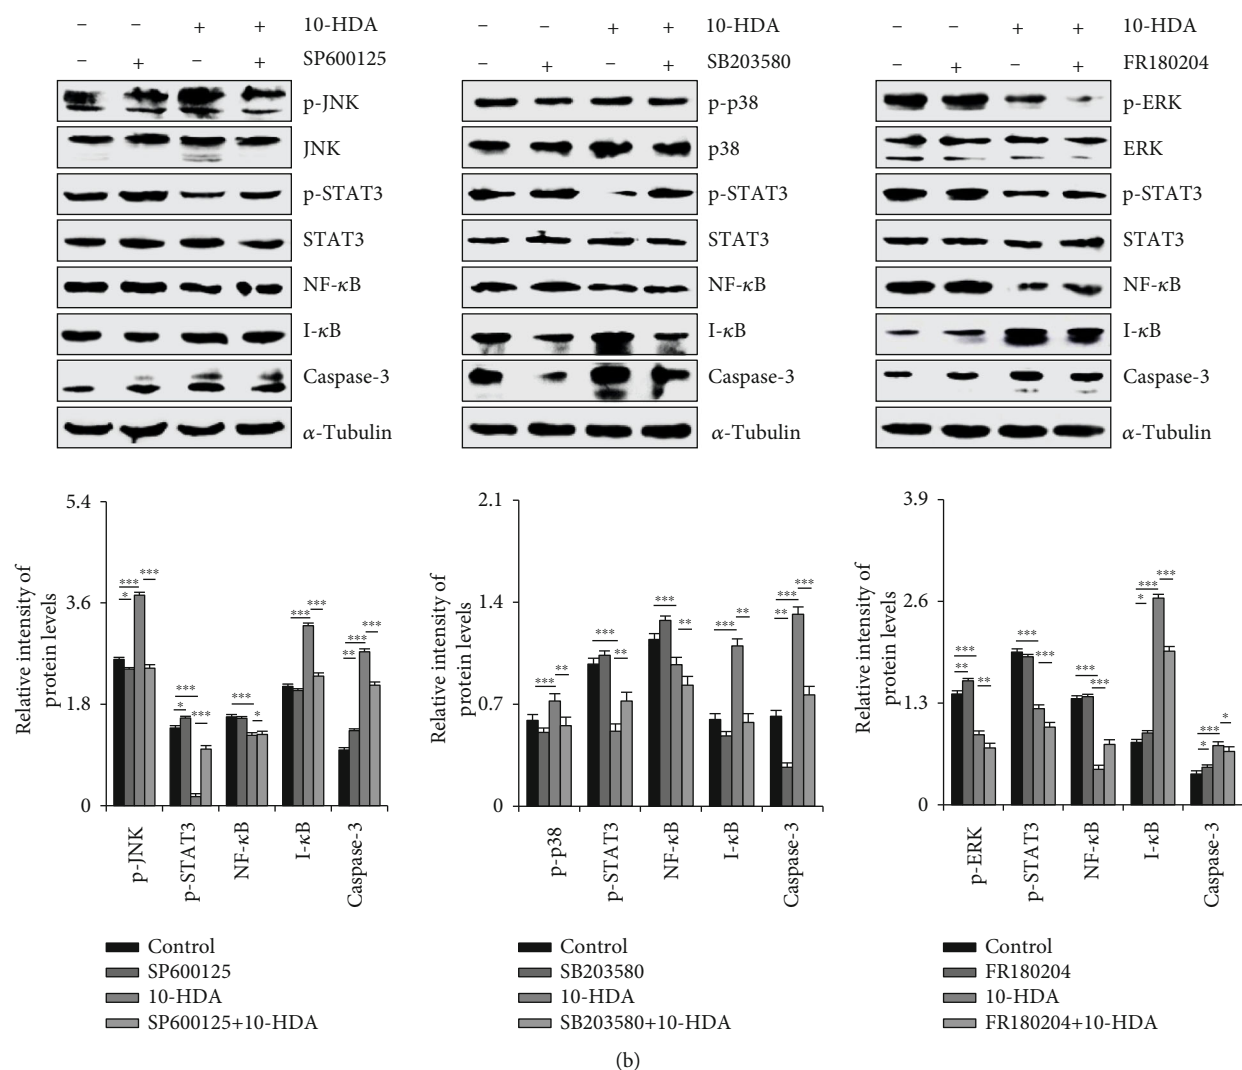 − − + + 10-HDA
− + − + SP600125
p-JNK
JNK
p-STAT3
STAT3
NF-κB
I-κB
Caspase-3
α-Tubulin
− − + + 10-HDA
− + − + SB203580
p-p38
p38
p-STAT3
STAT3
NF-κB
I-κB
Caspase-3
α-Tubulin
− − + + 10-HDA
− + − + FR180204
p-ERK
ERK
p-STAT3
STAT3
NF-κB
I-κB
Caspase-3
α-Tubulin
Relative intensity of
protein levels
5.4
3.6
1.8
0
*** * ***
*** * ***
*** *
*** ***
*** ** ***
p-JNK
p-STAT3
NF-κB
I-κB
Caspase-3
Control
SP600125
10-HDA
SP600125+10-HDA
Relative intensity of
protein levels
2.1
1.4
0.7
0
*** **
*** **
*** **
*** **
*** ** ***
p-p38
p-STAT3
NF-κB
I-κB
Caspase-3
Control
SB203580
10-HDA
SB203580+10-HDA
Relative intensity of
protein levels
3.9
2.6
1.3
0
*** ** **
*** ***
*** ***
*** * ***
*** * *
p-ERK
p-STAT3
NF-κB
I-κB
Caspase-3
Control
FR180204
10-HDA
FR180204+10-HDA
(b)